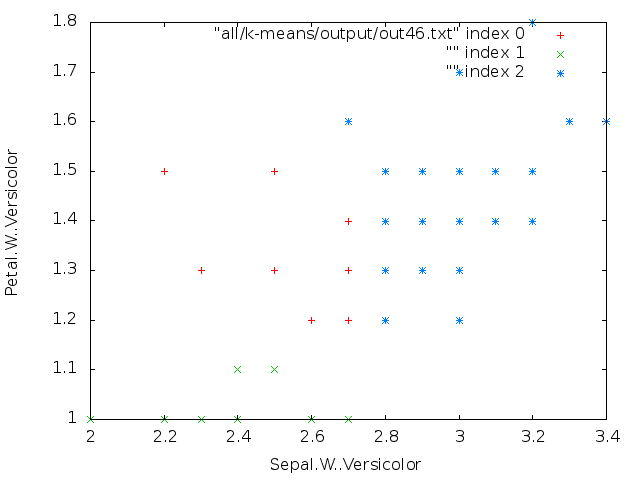 "all/k-means/output/out46.txt" index 0
"" index 1
"" index 2
1.8
1.7
1.6
1.5
1.4
1.3
1.2
1.1
1
2 2.2 2.4 2.6 2.8 3 3.2 3.4
Petal.W..Versicolor
Sepal.W..Versicolor